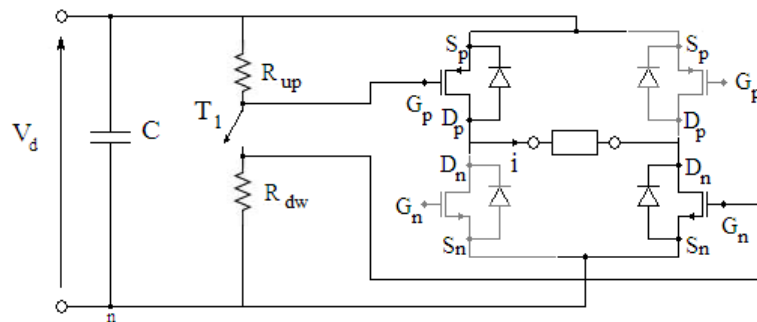 S_p
S_p
R_up
G_p
G_p
T_1
V_d
C
D_p
D_p
i
D_n
D_n
R_dw
G_n
G_n
S_n
S_n
n